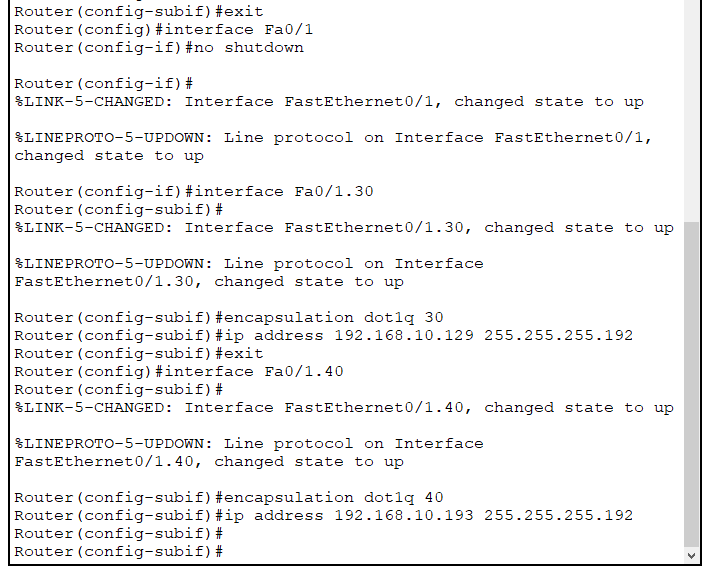 Router(config-subif)#exit
Router(config)#interface Fa0/1
Router(config-if)#no shutdown
Router(config-if)#
%LINK-5-CHANGED: Interface FastEthernet0/1, changed state to up
%LINEPROTO-5-UPDOWN: Line protocol on Interface FastEthernet0/1,
changed state to up
Router(config-if)#interface Fa0/1.30
Router(config-subif)#
%LINK-5-CHANGED: Interface FastEthernet0/1.30, changed state to up
%LINEPROTO-5-UPDOWN: Line protocol on Interface
FastEthernet0/1.30, changed state to up
Router(config-subif)#encapsulation dot1q 30
Router(config-subif)#ip address 192.168.10.129 255.255.255.192
Router(config-subif)#exit
Router(config)#interface Fa0/1.40
Router(config-subif)#
%LINK-5-CHANGED: Interface FastEthernet0/1.40, changed state to up
%LINEPROTO-5-UPDOWN: Line protocol on Interface
FastEthernet0/1.40, changed state to up
Router(config-subif)#encapsulation dot1q 40
Router(config-subif)#ip address 192.168.10.193 255.255.255.192
Router(config-subif)#
Router(config-subif)#